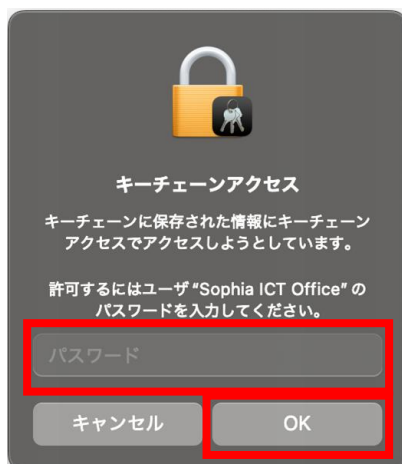 キーチェーンアクセス
キーチェーンに保存された情報にキーチェーン
アクセスでアクセスしようとしています。
許可するにはユーザ“Sophia ICT Office”の
パスワードを入力してください。
パスワード
キャンセル
OK